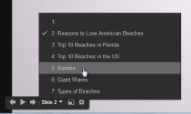 1:
✓ 2: Reasons to Love American Beaches
3: Top 10 Beaches in Florida
4: Top 10 Beaches in the US
5: Sunrise
6: Giant Waves
7: Types of Beaches
Slide 2